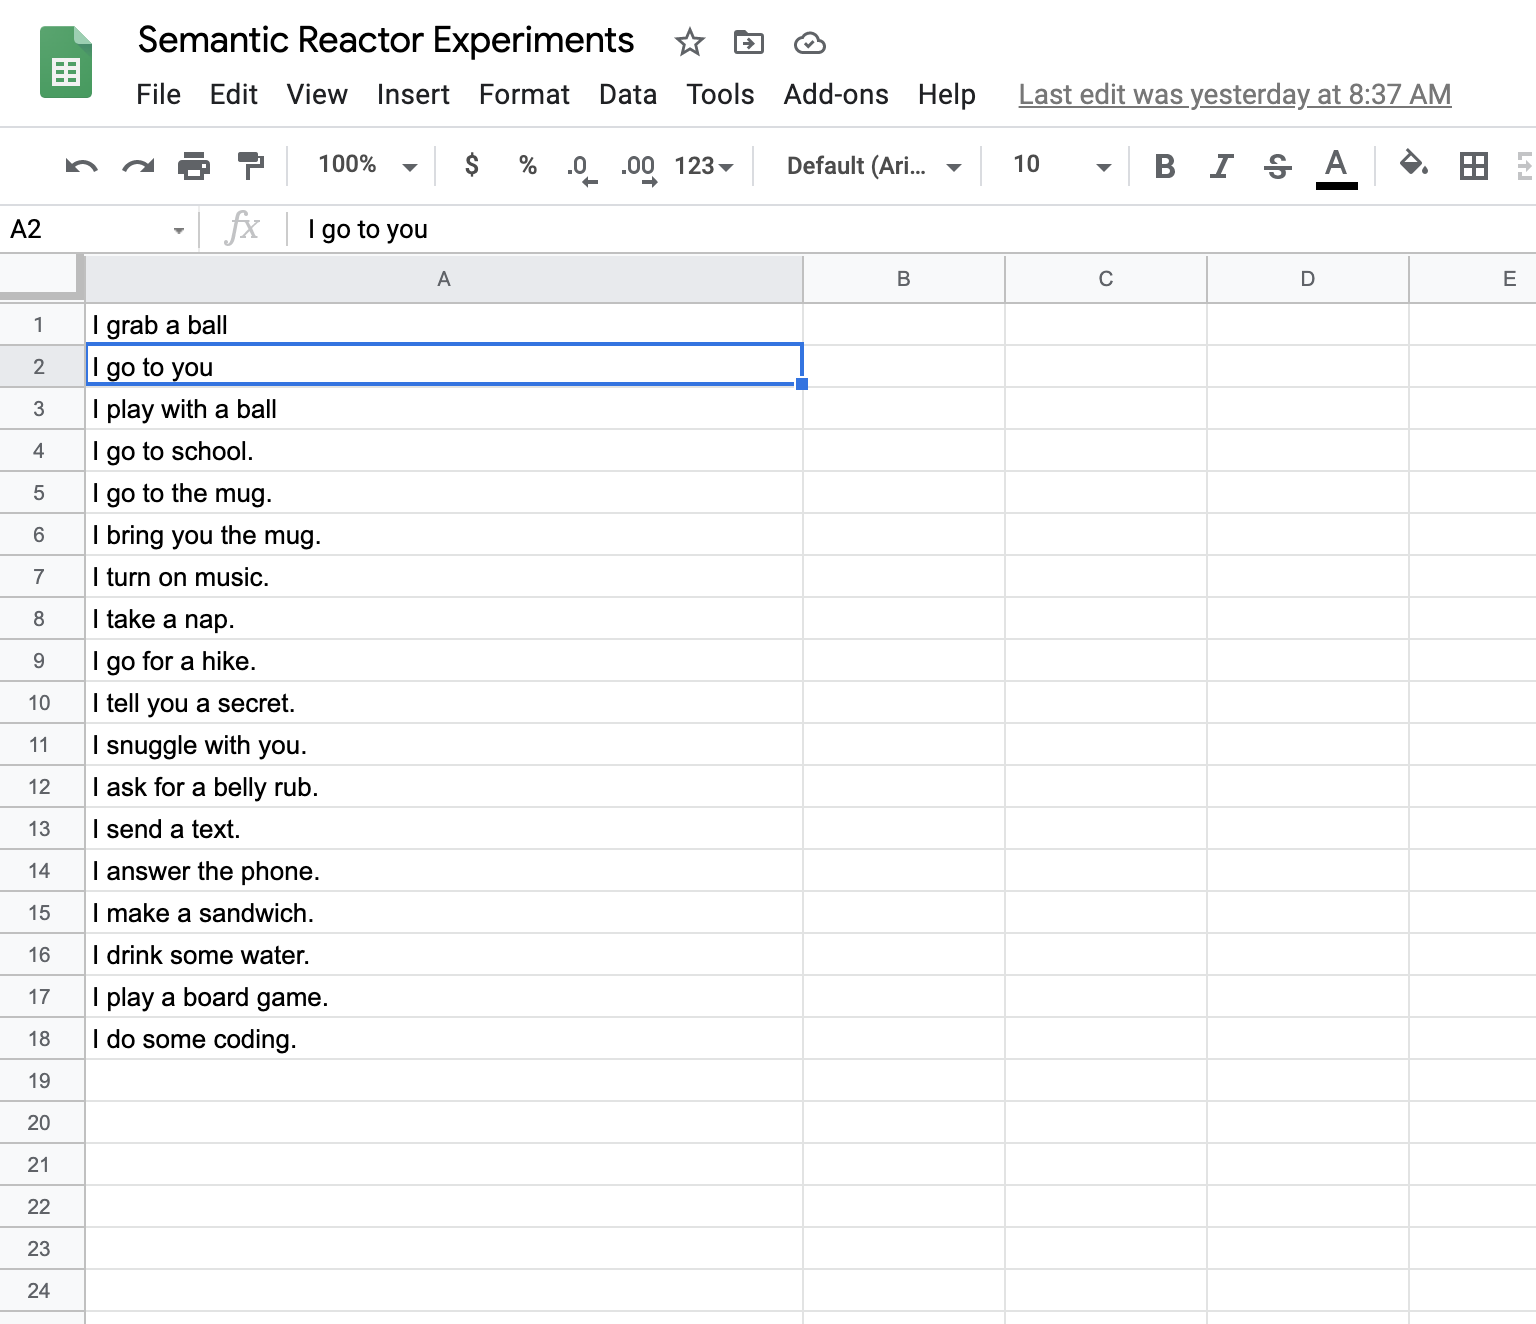 Semantic Reactor Experiments
File Edit View Insert Format Data Tools Add-ons Help Last edit was yesterday at 8:37 AM
100% $ % .0 .00 123 Default (Ari... 10 B I S A
A2 fx I go to you
A B C D E
1 I grab a ball
2 I go to you
3 I play with a ball
4 I go to school.
5 I go to the mug.
6 I bring you the mug.
7 I turn on music.
8 I take a nap.
9 I go for a hike.
10 I tell you a secret.
11 I snuggle with you.
12 I ask for a belly rub.
13 I send a text.
14 I answer the phone.
15 I make a sandwich.
16 I drink some water.
17 I play a board game.
18 I do some coding.
19
20
21
22
23
24